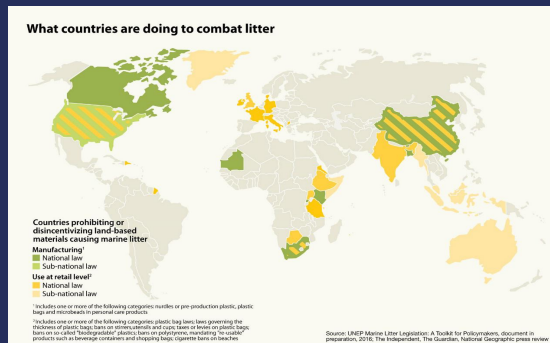 What countries are doing to combat litter
Countries prohibiting or
disincentivizing land-based
materials causing marine litter
Manufacturing¹
National law
Sub-national law
Use at retail level²
National law
Sub-national law
¹ Includes one or more of the following categories: nurdles or pre-production plastic, plastic
bags and microbeads in personal care products
² Includes one or more of the following categories; plastic bag laws; laws governing the
thickness of plastic bags; bans on stirrers,utensils and cups; taxes or levies on plastic bags;
bans on so-called "biodegradable" plastics; bans on polystyrene, mandating "re-usable"
products such as beverage containers and shopping bags; cigarette bans on beaches
Source: UNEP Marine Litter Legislation: A Toolkit for Policymakers, document in
preparation, 2016; The Independent, The Guardian, National Geographic press review